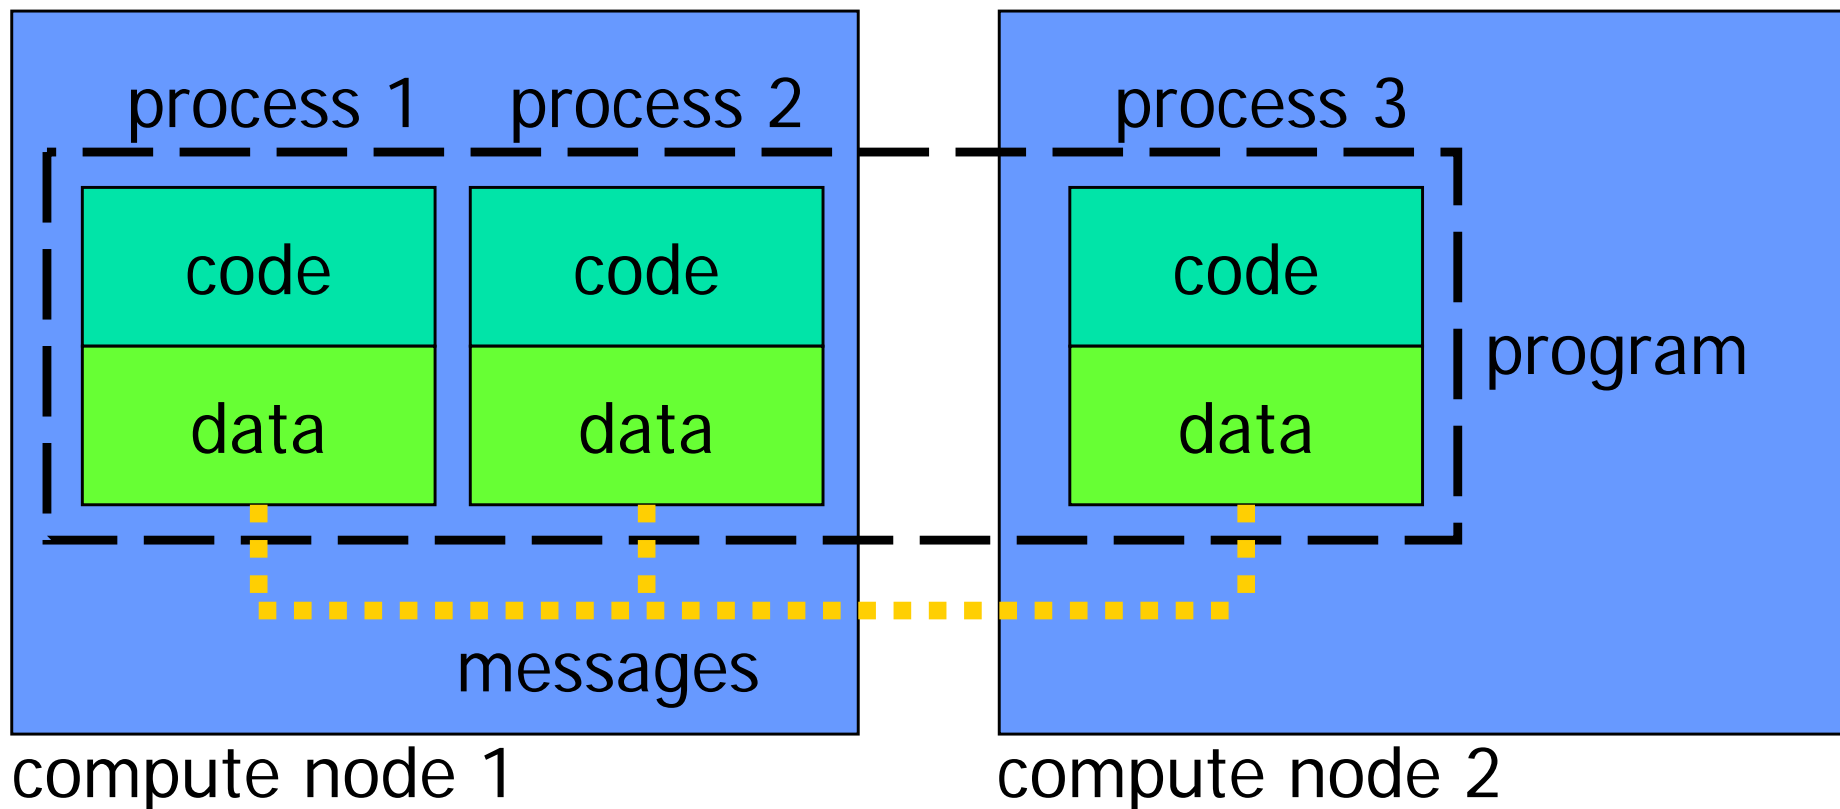 process 1
process 2
process 3
code
code
code
program
data
data
data
messages
compute node 1
compute node 2